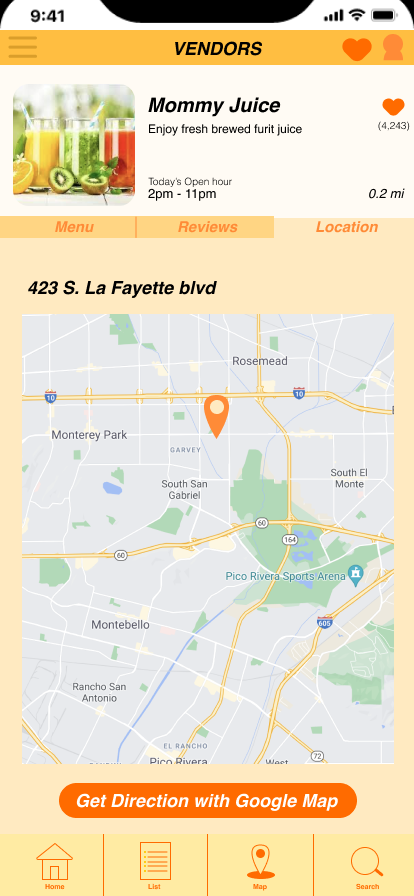 9:41
VENDORS
Mommy Juice
Enjoy fresh brewed furit juice
(4,243)
Today's Open hour
2pm - 11pm
0.2 mi
Menu
Reviews
Location
423 S. La Fayette blvd
Rosemead
10
10
Monterey Park
GARVEY
South San
Gabriel
South El
Monte
60
164
60
Pico Rivera Sports Arena
605
Montebello
Rancho San
Antonio
EL RANCHO
72
Pico Rivera
West
Get Direction with Google Map
Home
List
Map
Search